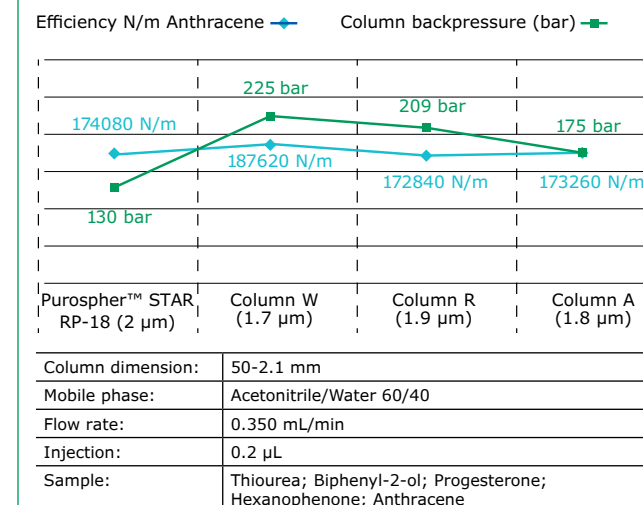 Efficiency N/m Anthracene Column backpressure (bar)
225 bar
209 bar
174080 N/m
175 bar
187620 N/m
172840 N/m
173260 N/m
130 bar
Purospher™ STAR
RP-18 (2 µm)
Column W
(1.7 µm)
Column R
(1.9 µm)
Column A
(1.8 µm)
Column dimension: 50-2.1 mm
Mobile phase: Acetonitrile/Water 60/40
Flow rate: 0.350 mL/min
Injection: 0.2 µL
Sample: Thiourea; Biphenyl-2-ol; Progesterone;
Hexanophenone; Anthracene